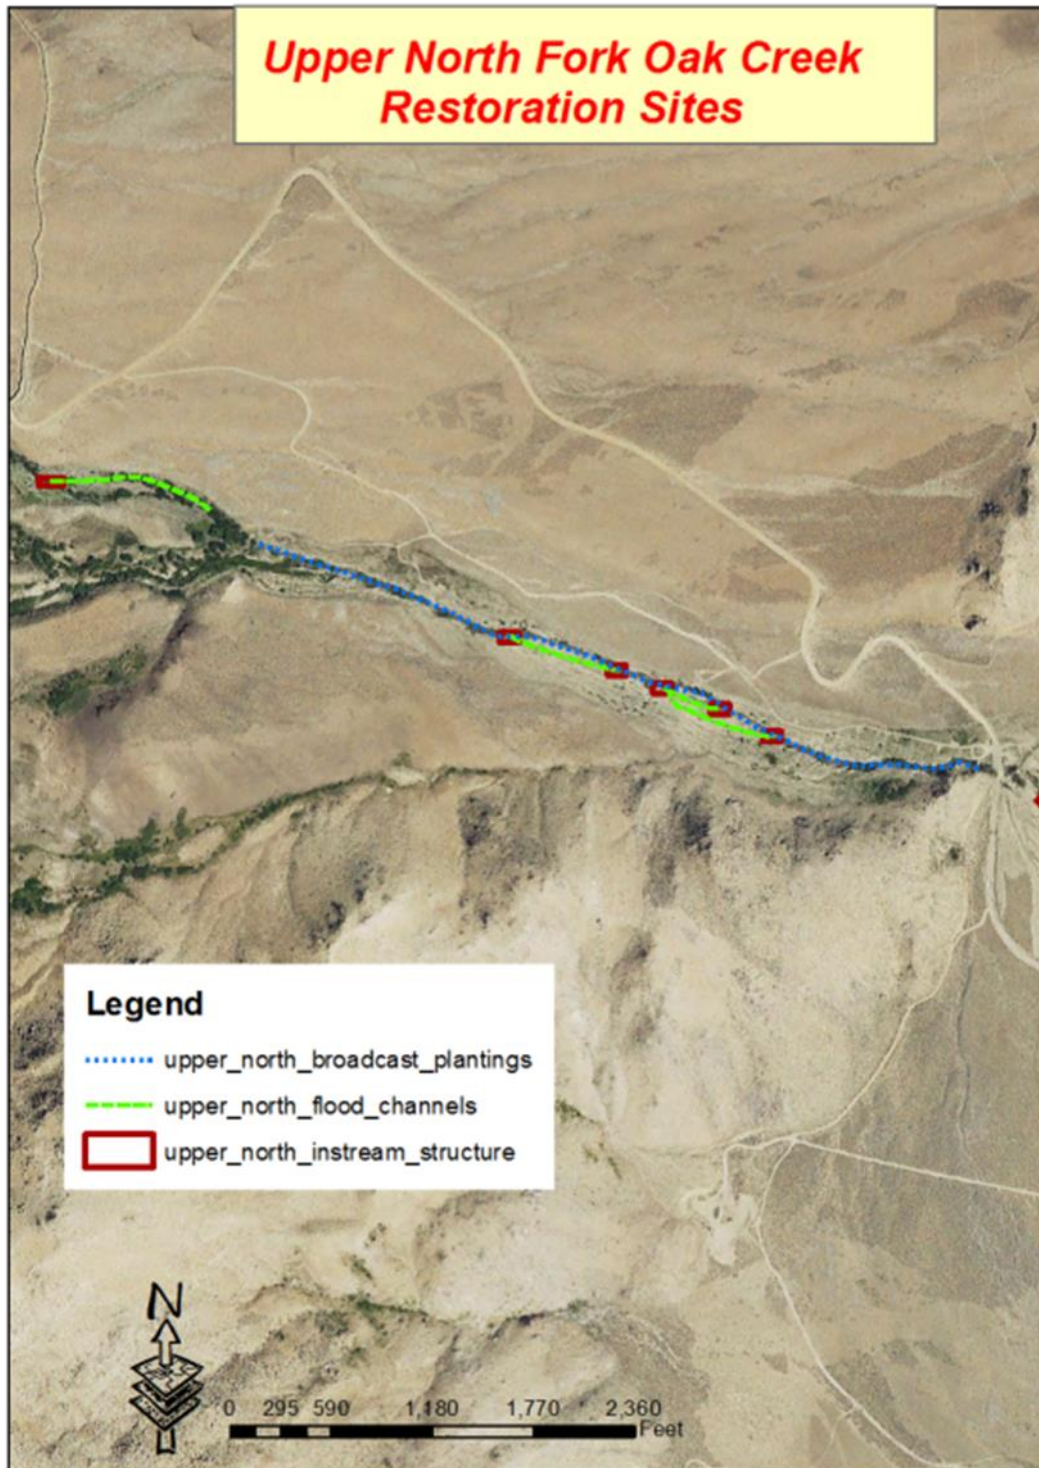 Upper North Fork Oak Creek
Restoration Sites
Legend
upper_north_broadcast_plantings
upper_north_flood_channels
upper_north_instream_structure
N
0 295 590 1,180 1,770 2,360
Feet